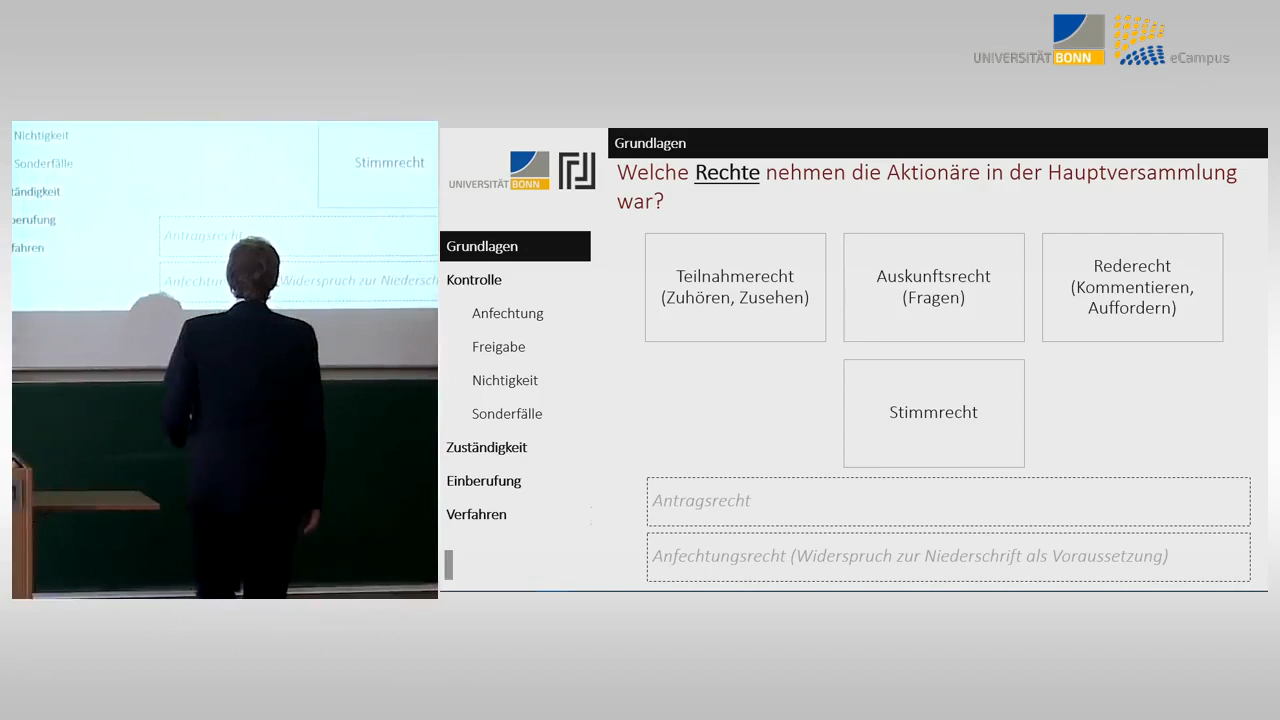 UNIVERSITÄT BONN
eCampus
Nichtigkeit
Sonderfälle
tändigkeit
berufung
fahren
Stimmrecht
Antragsrecht
Anfechtun
Widerspruch zur Niedersch
UNIVERSITÄT BONN
Grundlagen
Kontrolle
Anfechtung
Freigabe
Nichtigkeit
Sonderfälle
Zuständigkeit
Einberufung
Verfahren
Grundlagen
Welche Rechte nehmen die Aktionäre in der Hauptversammlung
war?
Teilnahmerecht
(Zuhören, Zusehen)
Auskunftsrecht
(Fragen)
Rederecht
(Kommentieren,
Auffordern)
Stimmrecht
Antragsrecht
Anfechtungsrecht (Widerspruch zur Niederschrift als Voraussetzung)